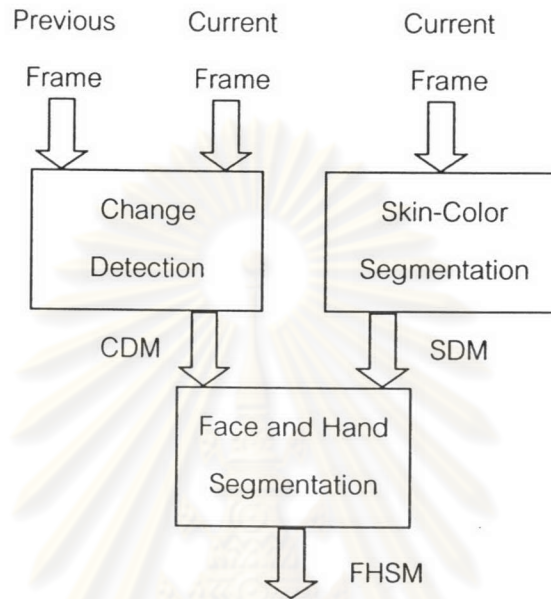 Previous Current Current
Frame Frame Frame
Change
Detection
Skin-Color
Segmentation
CDM SDM
Face and Hand
Segmentation
FHSM